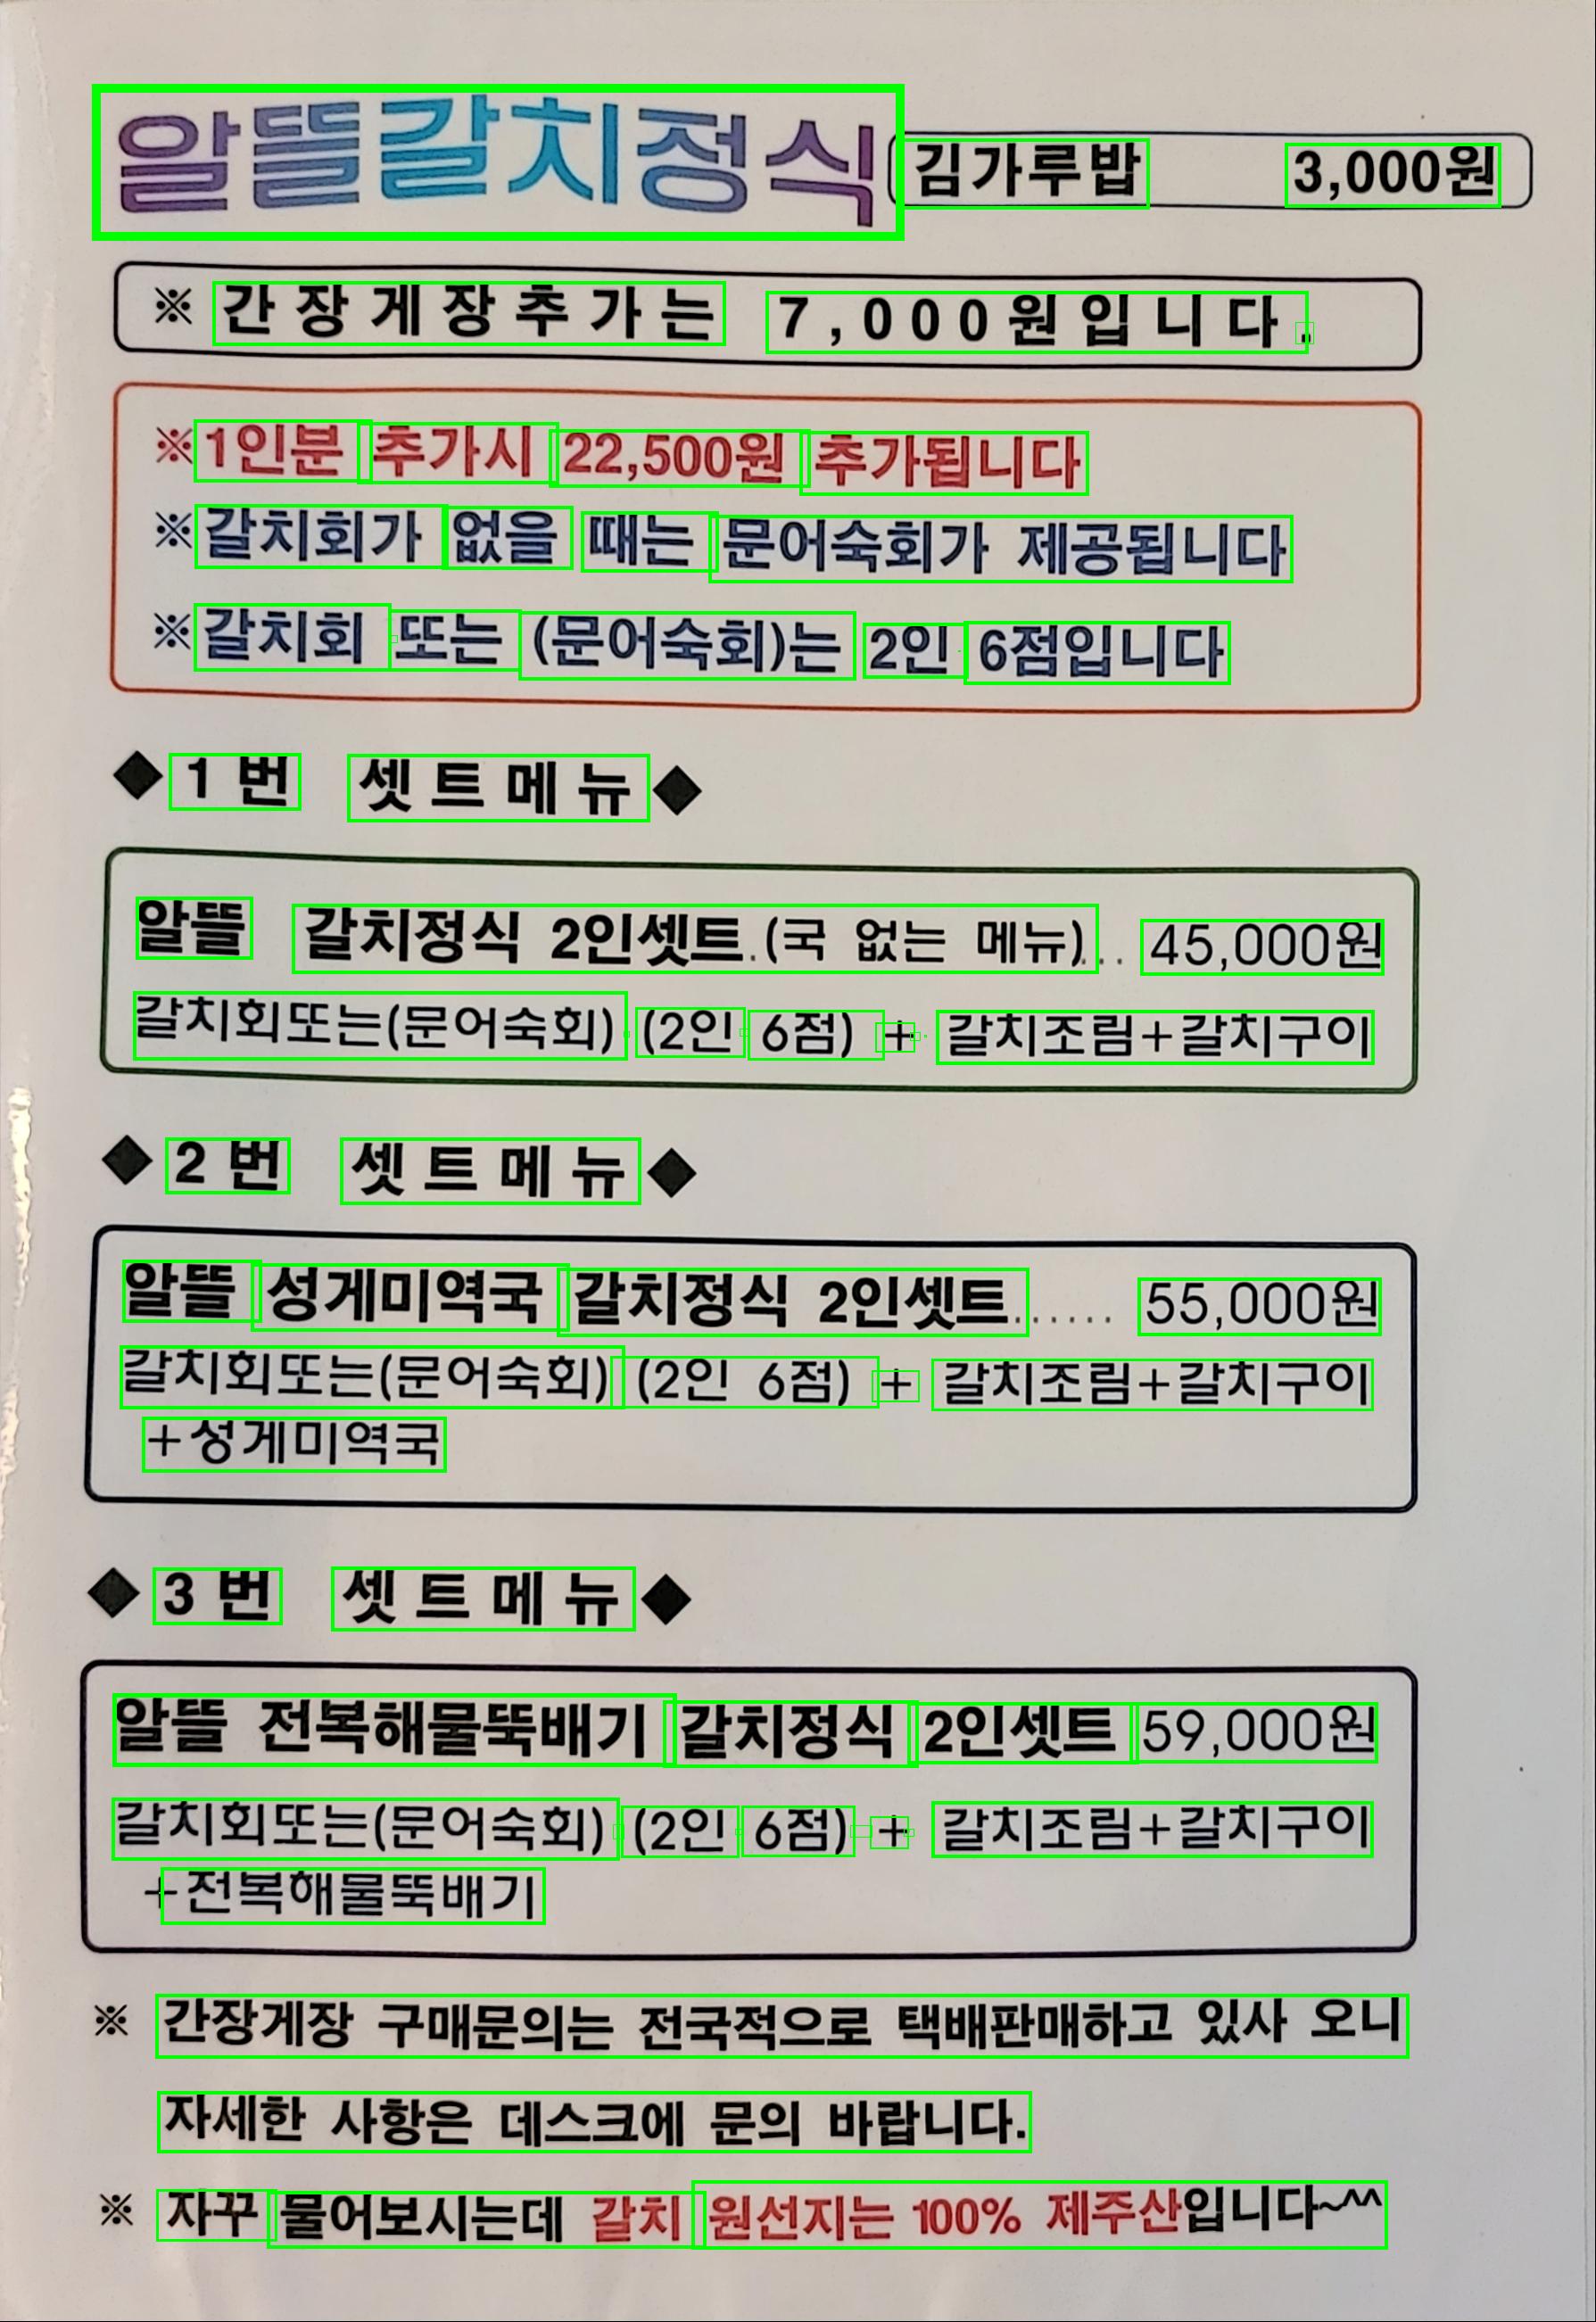 알뜰갈치정식 김가루밥 3,000원
※ 간장게장추가는 7,000원입니다.
※1인분 추가시 22,500원 추가됩니다
※갈치회가 없을 때는 문어숙회가 제공됩니다
※갈치회 또는 (문어숙회)는 2인 6점입니다
◆1번 셋트메뉴◆
알뜰 갈치정식 2인셋트.(국 없는 메뉴)... 45,000원
갈치회또는(문어숙회) (2인 6점) + 갈치조림+갈치구이
◆2번 셋트메뉴◆
알뜰 성게미역국 갈치정식 2인셋트...... 55,000원
갈치회또는(문어숙회) (2인 6점) + 갈치조림+갈치구이
+성게미역국
◆3번 셋트메뉴◆
알뜰 전복해물뚝배기 갈치정식 2인셋트 59,000원
갈치회또는(문어숙회) (2인 6점) + 갈치조림+갈치구이
+전복해물뚝배기
※ 간장게장 구매문의는 전국적으로 택배판매하고 있사 오니
자세한 사항은 데스크에 문의 바랍니다.
※ 자꾸 물어보시는데 갈치 원선지는 100% 제주산입니다~^^